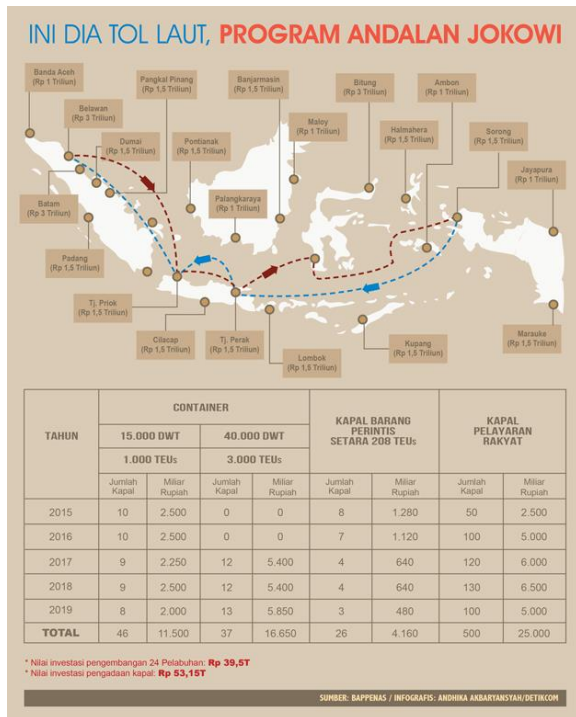 INI DIA TOL LAUT, PROGRAM ANDALAN JOKOWI
Banda Aceh
(Rp 1 Triliun)
Belawan
(Rp 3 Triliun)
Dumai
(Rp 1,5 Triliun)
Pangkal Pinang
(Rp 1,5 Triliun)
Pontianak
(Rp 1,5 Triliun)
Banjarmasin
(Rp 1,5 Triliun)
Maloy
(Rp 1 Triliun)
Bitung
(Rp 3 Triliun)
Halmahera
(Rp 1,5 Triliun)
Ambon
(Rp 1 Triliun)
Sorong
(Rp 1,5 Triliun)
Jayapura
(Rp 1 Triliun)
Batam
(Rp 3 Triliun)
Padang
(Rp 1,5 Triliun)
Palangkaraya
(Rp 1 Triliun)
Tj. Priok
(Rp 1,5 Triliun)
Cilacap
(Rp 1,5 Triliun)
Tj. Perak
(Rp 1,5 Triliun)
Lombok
(Rp 1,5 Triliun)
Kupang
(Rp 1,5 Triliun)
Marauke
(Rp 1,5 Triliun)
TAHUN
CONTAINER
15.000 DWT 40.000 DWT
1.000 TEUs 3.000 TEUs
KAPAL BARANG
PERINTIS
SETARA 208 TEUs
KAPAL
PELAYARAN
RAKYAT
Jumlah Kapal Miliar Rupiah Jumlah Kapal Miliar Rupiah Jumlah Kapal Miliar Rupiah Jumlah Kapal Miliar Rupiah
2015 10 2.500 0 0 8 1.280 50 2.500
2016 10 2.500 0 0 7 1.120 100 5.000
2017 9 2.250 12 5.400 4 640 120 6.000
2018 9 2.500 12 5.400 4 640 130 6.500
2019 8 2.000 13 5.850 3 480 100 5.000
TOTAL 46 11.500 37 16.650 26 4.160 500 25.000
* Nilai investasi pengembangan 24 Pelabuhan: Rp 39,5T
* Nilai investasi pengadaan kapal: Rp 53,15T
SUMBER: BAPPENAS / INFOGRAFIS: ANDHIKA AKBARYANSYAH/DETIKCOM